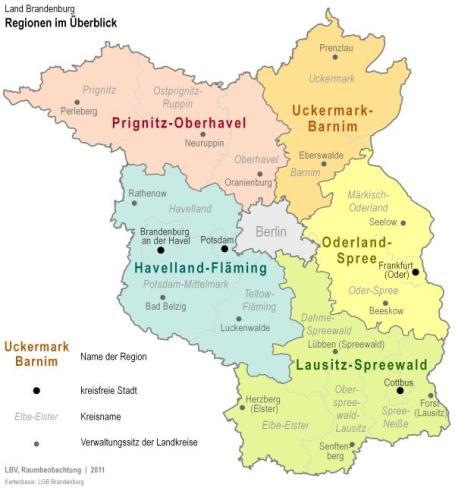 Land Brandenburg
Regionen im Überblick
Prenzlau
Uckermark
Prignitz
Ostprignitz-
Ruppin
Perleberg
Uckermark-
Barnim
Prignitz-Oberhavel
Neuruppin
Oberhavel
Oranienburg
Eberswalde
Barnim
Rathenow
Havelland
Märkisch-
Oderland
Seelow
Brandenburg
an der Havel
Potsdam
Berlin
Oderland-
Spree
Frankfurt
(Oder)
Havelland-Fläming
Potsdam-Mittelmark
Bad Belzig
Teltow-
Fläming
Luckenwalde
Oder-Spree
Beeskow
Dahme-
Spreewald
Lübben (Spreewald)
Lausitz-Spreewald
Herzberg
(Elster)
Elbe-Elster
Ober-
spree-
wald-
Lausitz
Cottbus
Spree-
Neiße
Forst
(Lausitz)
Senften
berg
Uckermark
Barnim
Name der Region
kreisfreie Stadt
Elbe-Elster
Kreisname
Verwaltungssitz der Landkreise
LBV, Raumbeobachtung | 2011
Kartenbasis: LGB Brandenburg